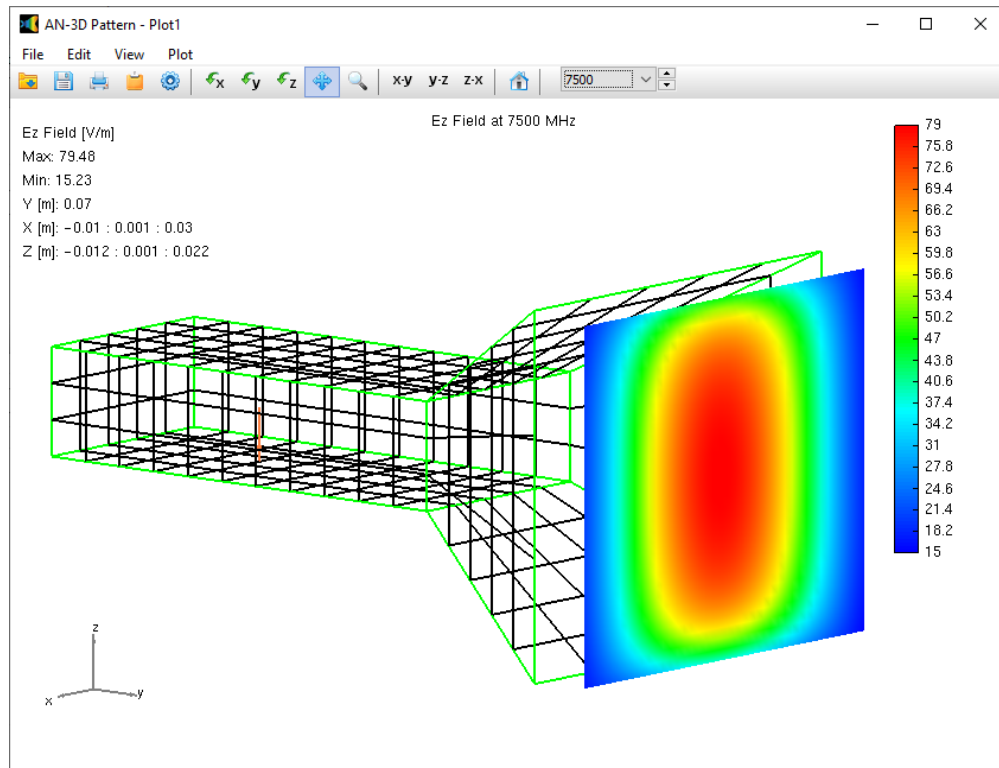 AN-3D Pattern - Plot1
File Edit View Plot
x y z x-y y-z z-x 7500
Ez Field at 7500 MHz
Ez Field [V/m]
Max: 79.48
Min: 15.23
Y [m]: 0.07
X [m]: -0.01 : 0.001 : 0.03
Z [m]: -0.012 : 0.001 : 0.022
79
75.8
72.6
69.4
66.2
63
59.8
56.6
53.4
50.2
47
43.8
40.6
37.4
34.2
31
27.8
24.6
21.4
18.2
15
z
x
y